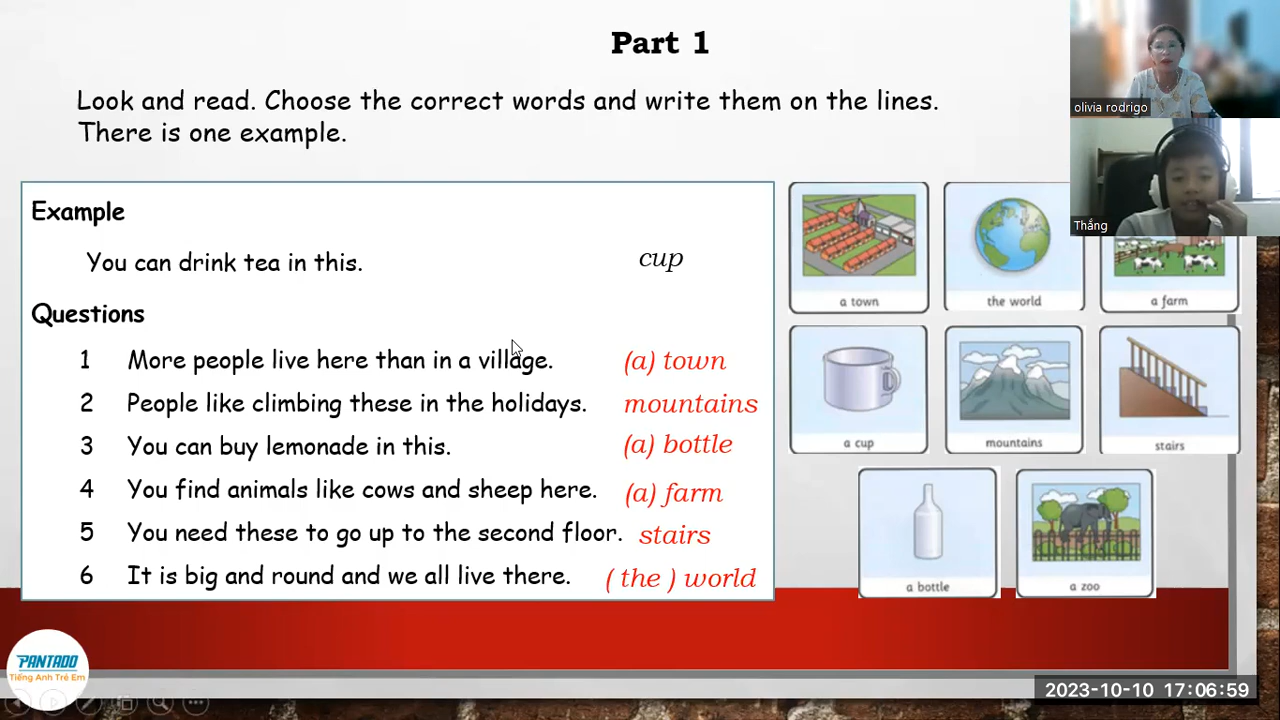 Part 1
olivia rodrigo
Look and read. Choose the correct words and write them on the lines.
There is one example.
Thắng
Example
You can drink tea in this. cup
Questions
1 More people live here than in a village. (a) town
2 People like climbing these in the holidays. mountains
3 You can buy lemonade in this. (a) bottle
4 You find animals like cows and sheep here. (a) farm
5 You need these to go up to the second floor. stairs
6 It is big and round and we all live there. ( the ) world
a town the world a farm
a cup mountains stairs
a bottle a zoo
PANTADO
Tiếng Anh Trẻ Em
2023-10-10 17:06:59